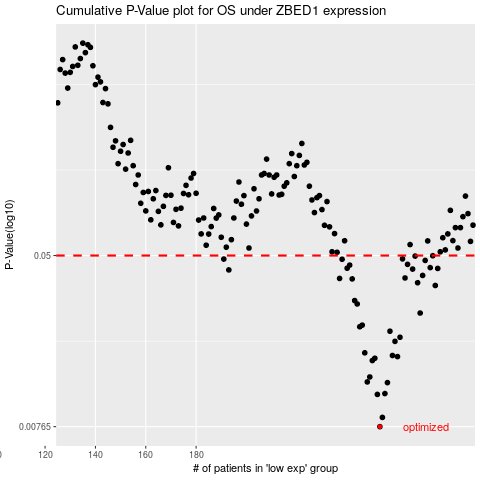 Cumulative P-Value plot for OS under ZBED1 expression
P-Value(log10)
0.05
0.00765
optimized
0 120 140 160 180
# of patients in 'low exp' group